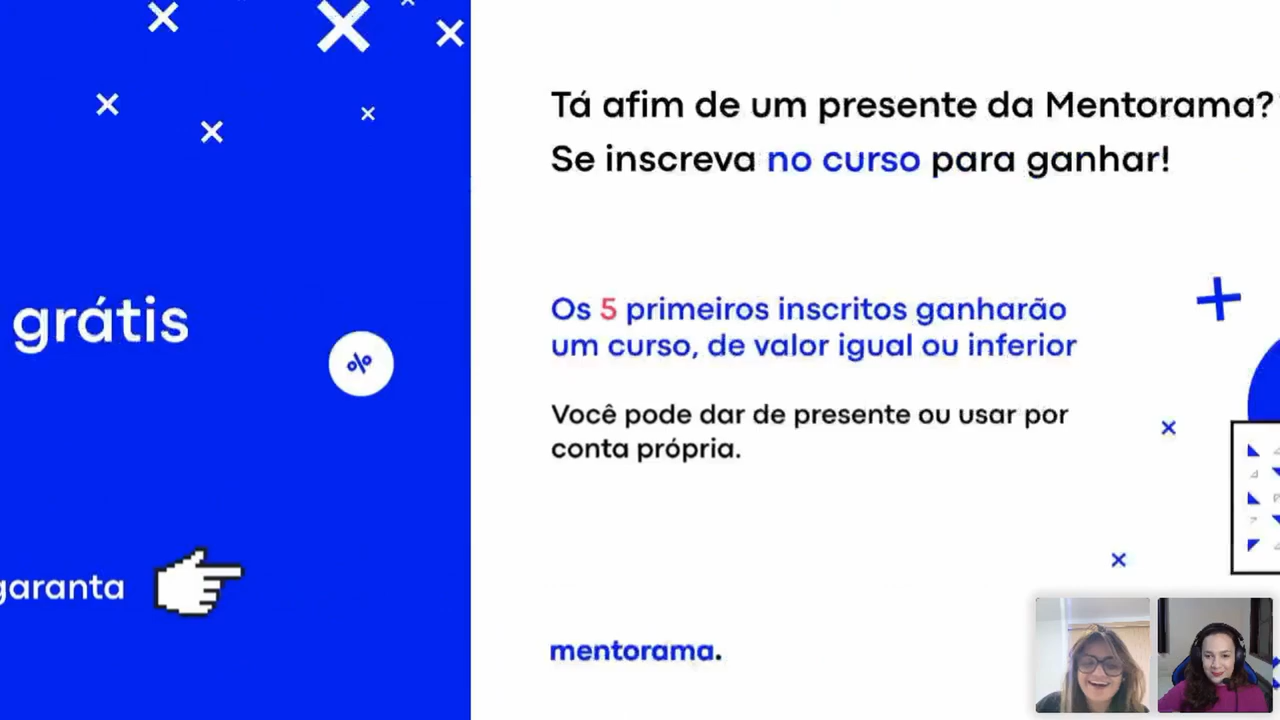 grátis
garanta
Tá afim de um presente da Mentorama?
Se inscreva no curso para ganhar!
Os 5 primeiros inscritos ganharão
um curso, de valor igual ou inferior
Você pode dar de presente ou usar por
conta própria.
%
mentorama.